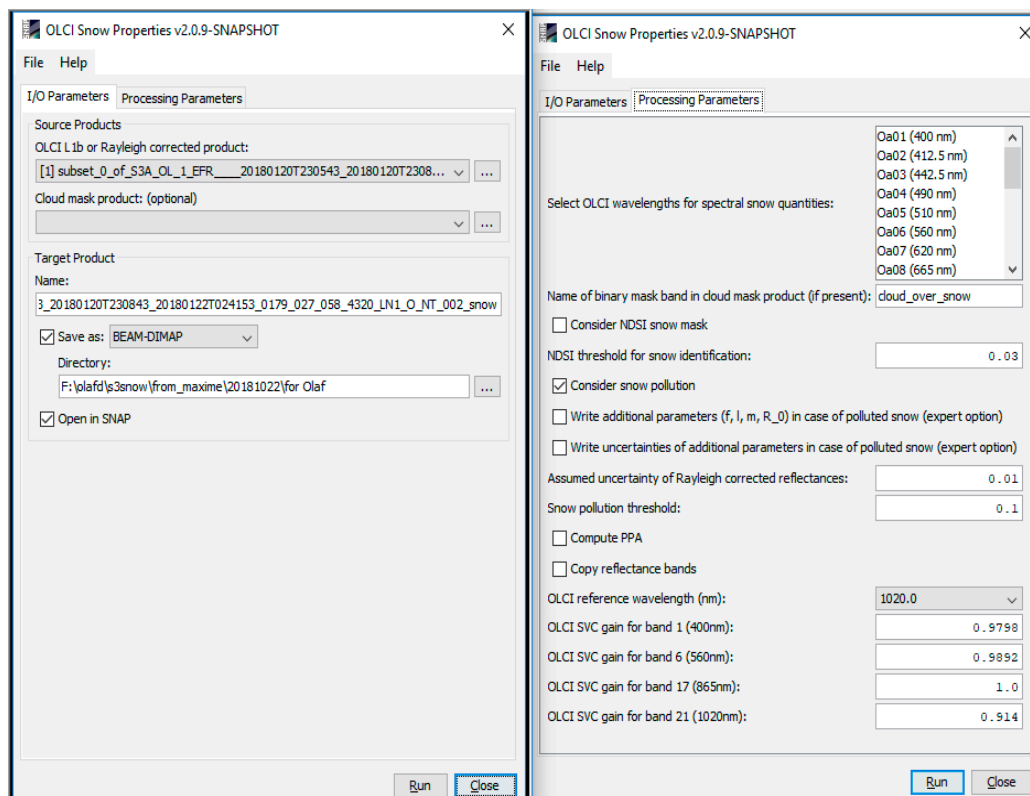 OLCI Snow Properties v2.0.9-SNAPSHOT
File Help
I/O Parameters Processing Parameters
Source Products
OLCI L1b or Rayleigh corrected product:
[1] subset_0_of_S3A_OL_1_EFR____20180120T230543_20180120T2308... ...
Cloud mask product: (optional)
...
Target Product
Name:
3_20180120T230843_20180122T024153_0179_027_058_4320_LN1_O_NT_002_snow
Save as: BEAM-DIMAP
Directory:
F:\olafd\s3snow\from_maxime\20181022\for Olaf ...
Open in SNAP
Run Close
OLCI Snow Properties v2.0.9-SNAPSHOT
File Help
I/O Parameters Processing Parameters
Oa01 (400 nm)
Oa02 (412.5 nm)
Oa03 (442.5 nm)
Select OLCI wavelengths for spectral snow quantities: Oa04 (490 nm)
Oa05 (510 nm)
Oa06 (560 nm)
Oa07 (620 nm)
Oa08 (665 nm)
Name of binary mask band in cloud mask product (if present): cloud_over_snow
Consider NDSI snow mask
NDSI threshold for snow identification: 0.03
Consider snow pollution
Write additional parameters (f, l, m, R_0) in case of polluted snow (expert option)
Write uncertainties of additional parameters in case of polluted snow (expert option)
Assumed uncertainty of Rayleigh corrected reflectances: 0.01
Snow pollution threshold: 0.1
Compute PPA
Copy reflectance bands
OLCI reference wavelength (nm): 1020.0
OLCI SVC gain for band 1 (400nm): 0.9798
OLCI SVC gain for band 6 (560nm): 0.9892
OLCI SVC gain for band 17 (865nm): 1.0
OLCI SVC gain for band 21 (1020nm): 0.914
Run Close